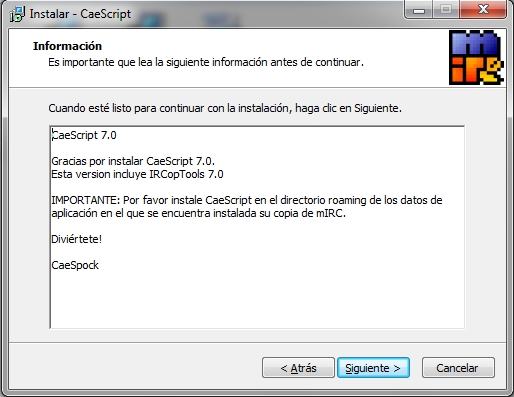 Instalar - CaeScript
Información
Es importante que lea la siguiente información antes de continuar.
Cuando esté listo para continuar con la instalación, haga clic en Siguiente.
CaeScript 7.0
Gracias por instalar CaeScript 7.0.
Esta version incluye IRCopTools 7.0
IMPORTANTE: Por favor instale CaeScript en el directorio roaming de los datos de
aplicación en el que se encuentra instalada su copia de mIRC.
Diviértete!
CaeSpock
< Atrás
Siguiente >
Cancelar